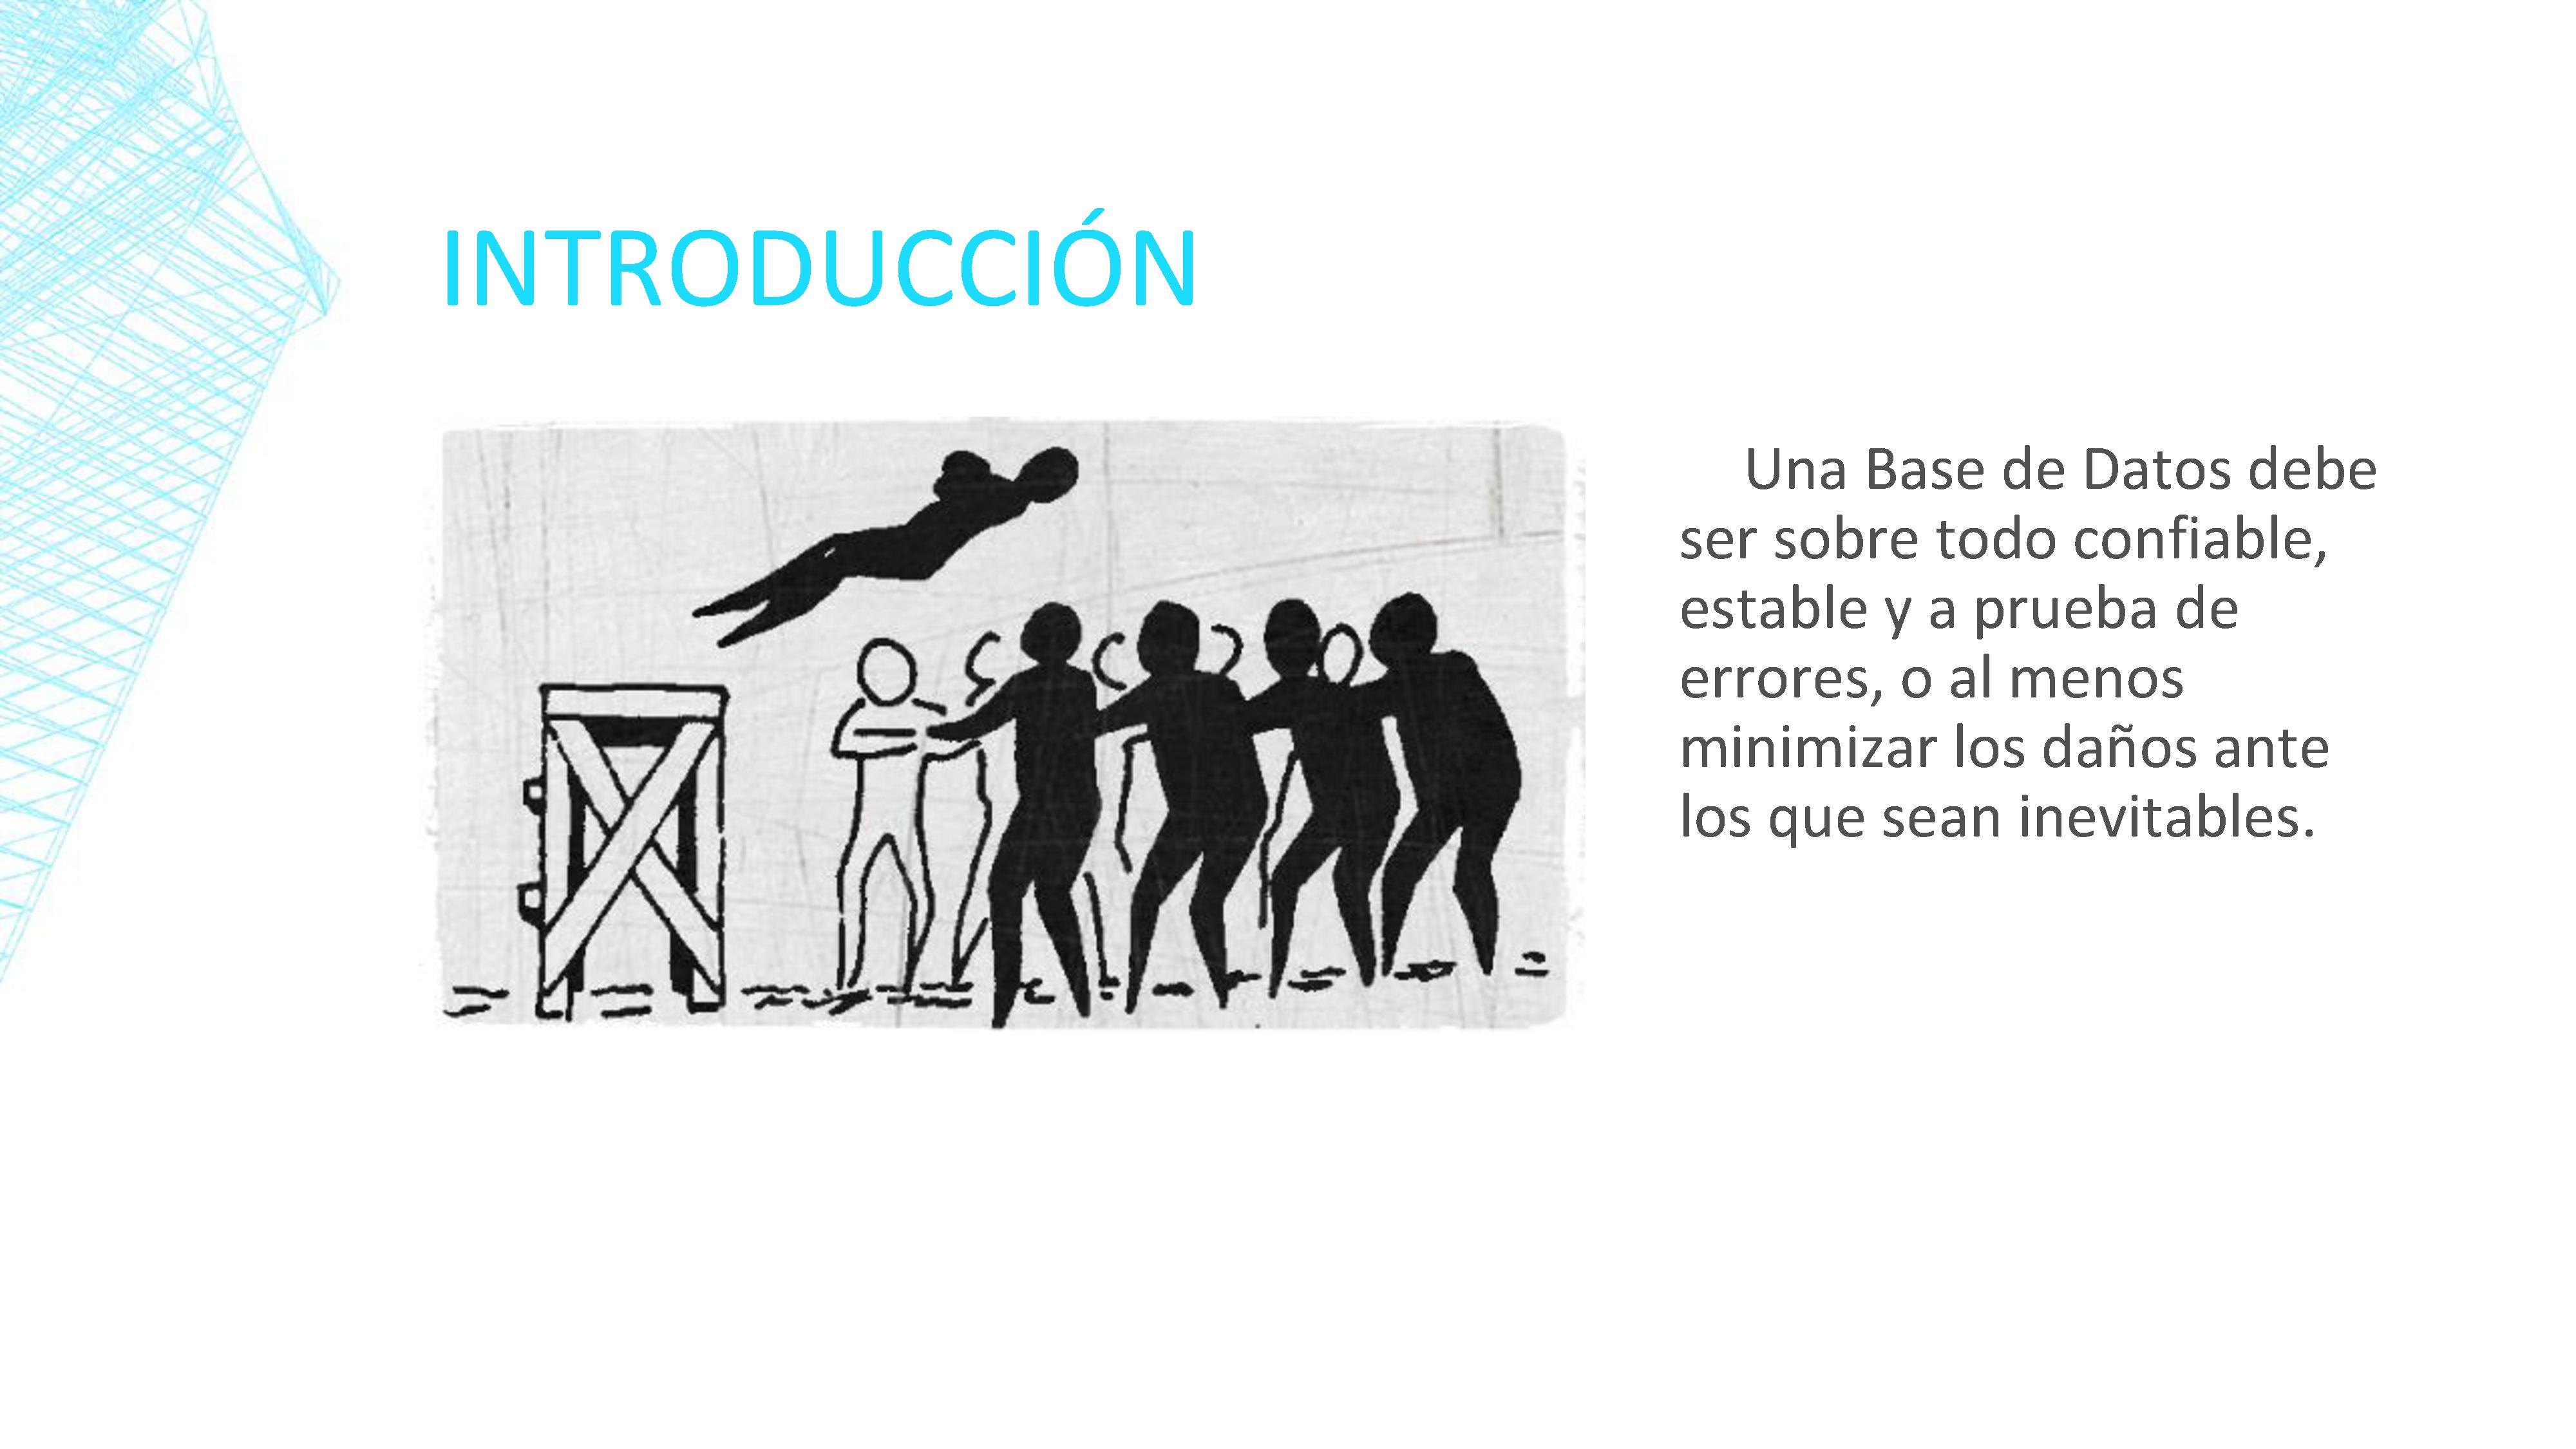 INTRODUCCIÓN
Una Base de Datos debe
ser sobre todo confiable,
estable y a prueba de
errores, o al menos
minimizar los daños ante
los que sean inevitables.